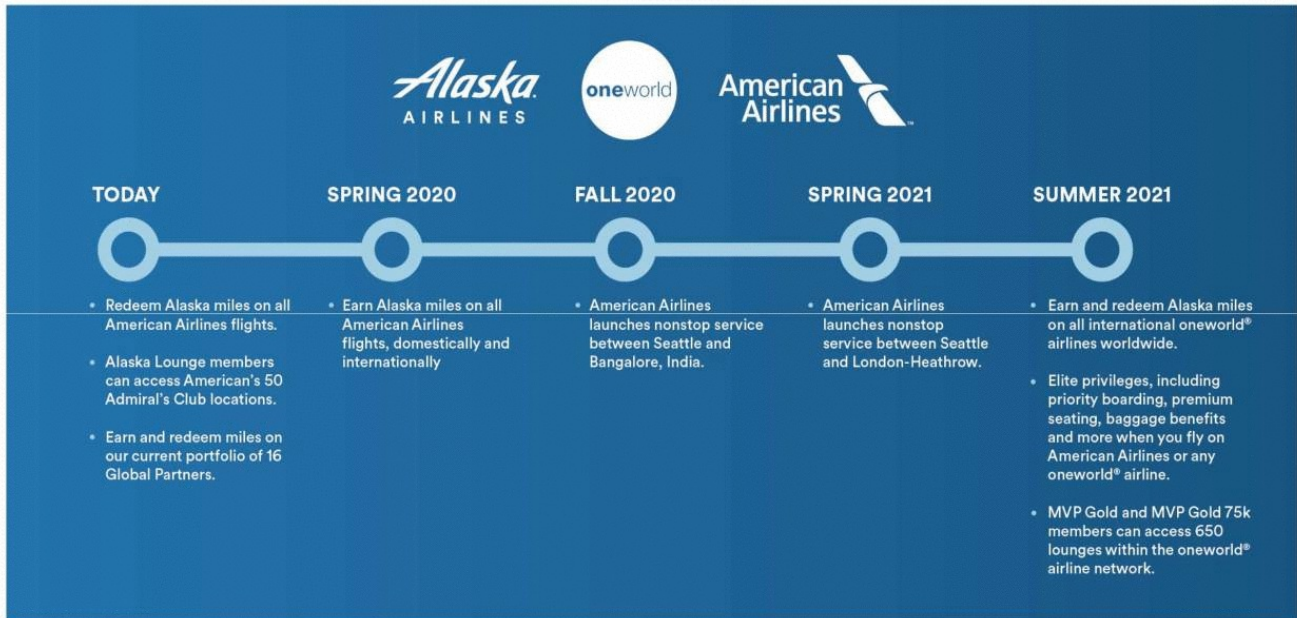 Alaska.
AIRLINES
oneworld
American
Airlines
™
TODAY
• Redeem Alaska miles on all
American Airlines flights.
• Alaska Lounge members
can access American's 50
Admiral's Club locations.
• Earn and redeem miles on
our current portfolio of 16
Global Partners.
SPRING 2020
• Earn Alaska miles on all
American Airlines
flights, domestically and
internationally
FALL 2020
• American Airlines
launches nonstop service
between Seattle and
Bangalore, India.
SPRING 2021
• American Airlines
launches nonstop
service between Seattle
and London-Heathrow.
SUMMER 2021
• Earn and redeem Alaska miles
on all international oneworld®
airlines worldwide.
• Elite privileges, including
priority boarding, premium
seating, baggage benefits
and more when you fly on
American Airlines or any
oneworld® airline.
• MVP Gold and MVP Gold 75k
members can access 650
lounges within the oneworld®
airline network.